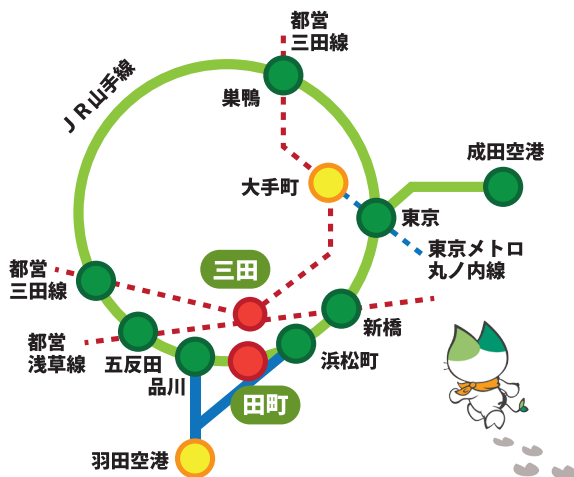 都営
三田線
JR山手線
巣鴨
成田空港
大手町
東京
東京メトロ
丸ノ内線
三田
都営
三田線
新橋
都営
浅草線
五反田
浜松町
品川
田町
羽田空港